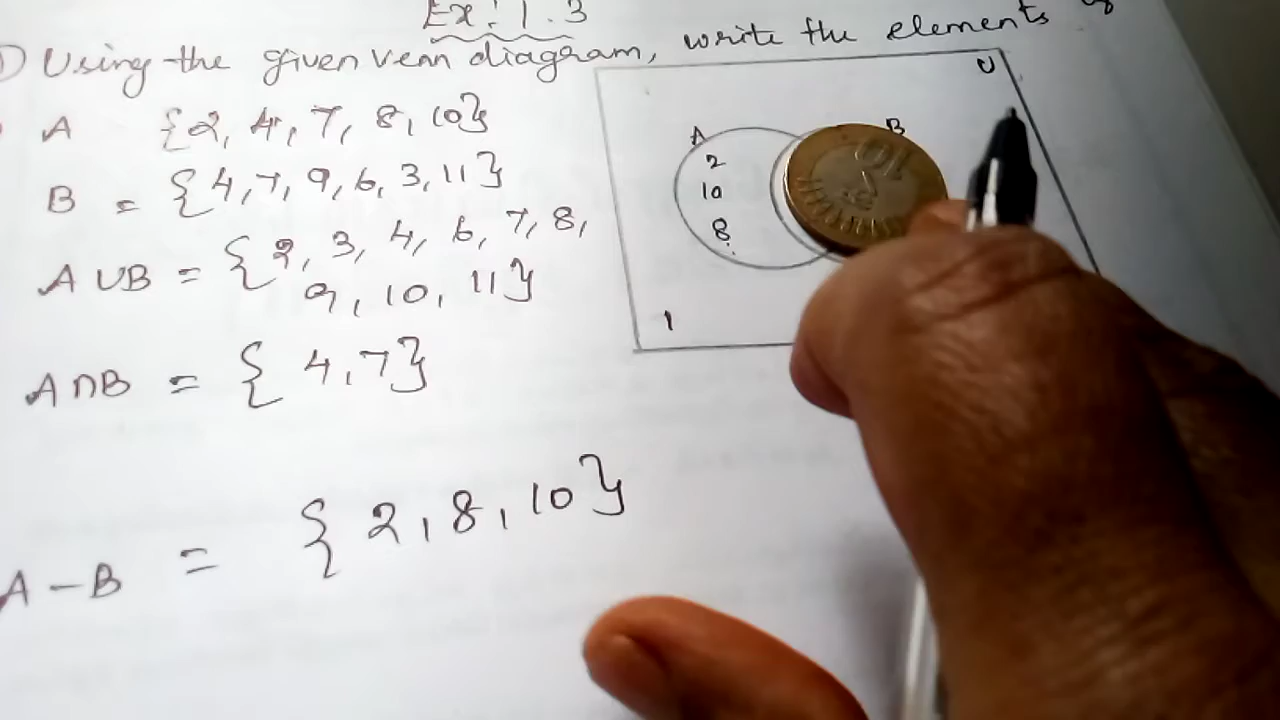 Ex: 1.3
) Using the given venn diagram, write the elements of
A {2, 4, 7, 8, 10}
B = {4, 7, 9, 6, 3, 11}
A ∪ B = {2, 3, 4, 6, 7, 8,
9, 10, 11}
A ∩ B = {4, 7}
A – B = {2, 8, 10}
U
A
B
2
10
8
1
10